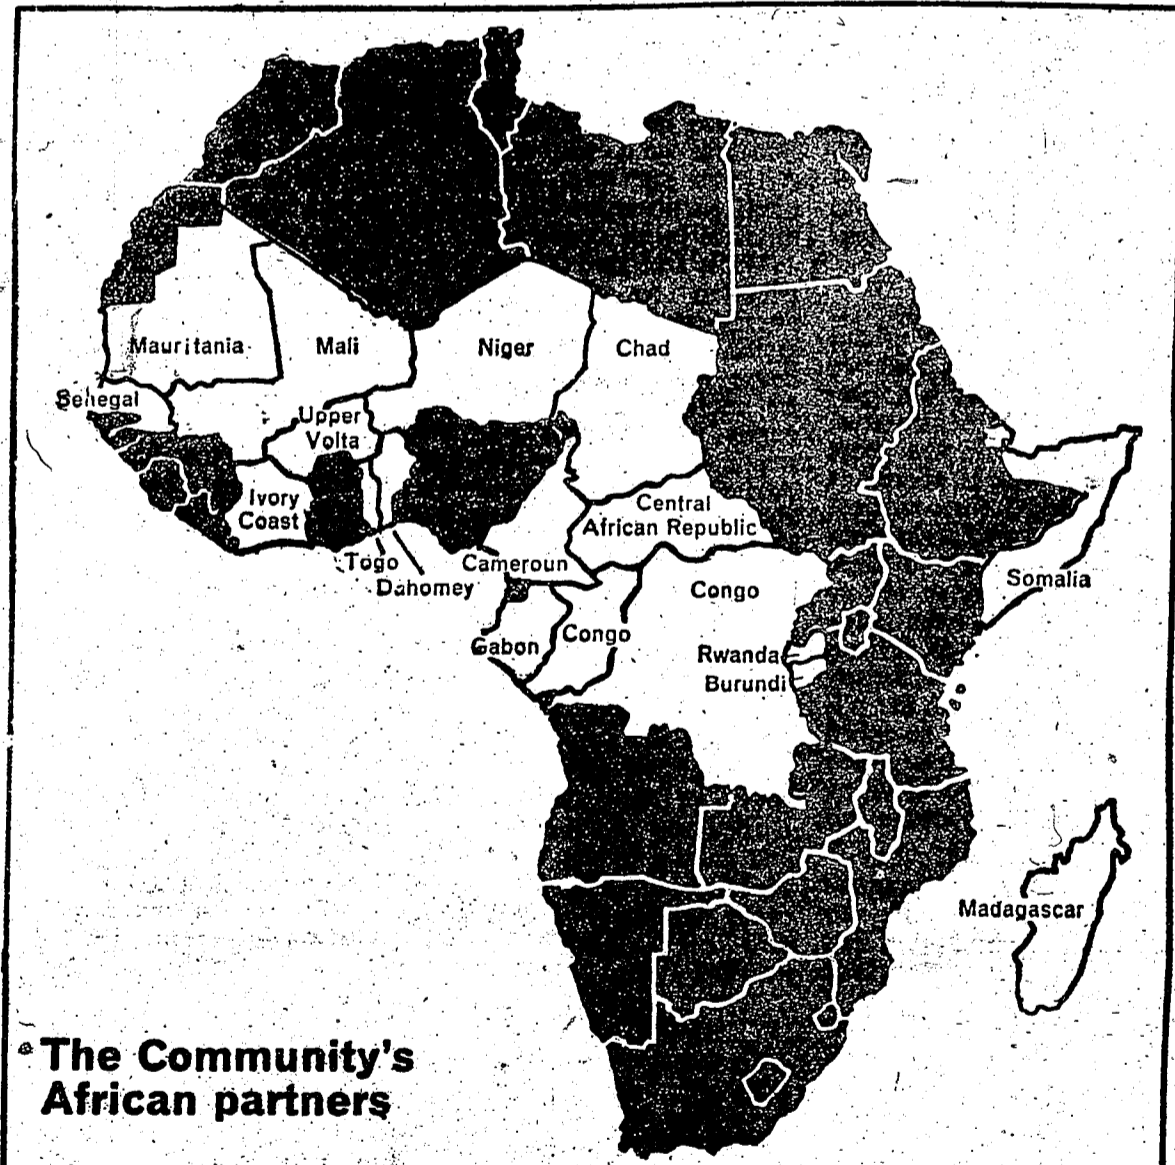 Mauritania
Mali
Niger
Chad
Senegal
Upper
Volta
Ivory
Coast
Central
African Republic
Togo
Cameroun
Dahomey
Congo
Somalia
Gabon
Congo
Rwanda
Burundi
Madagascar
The Community's
African partners